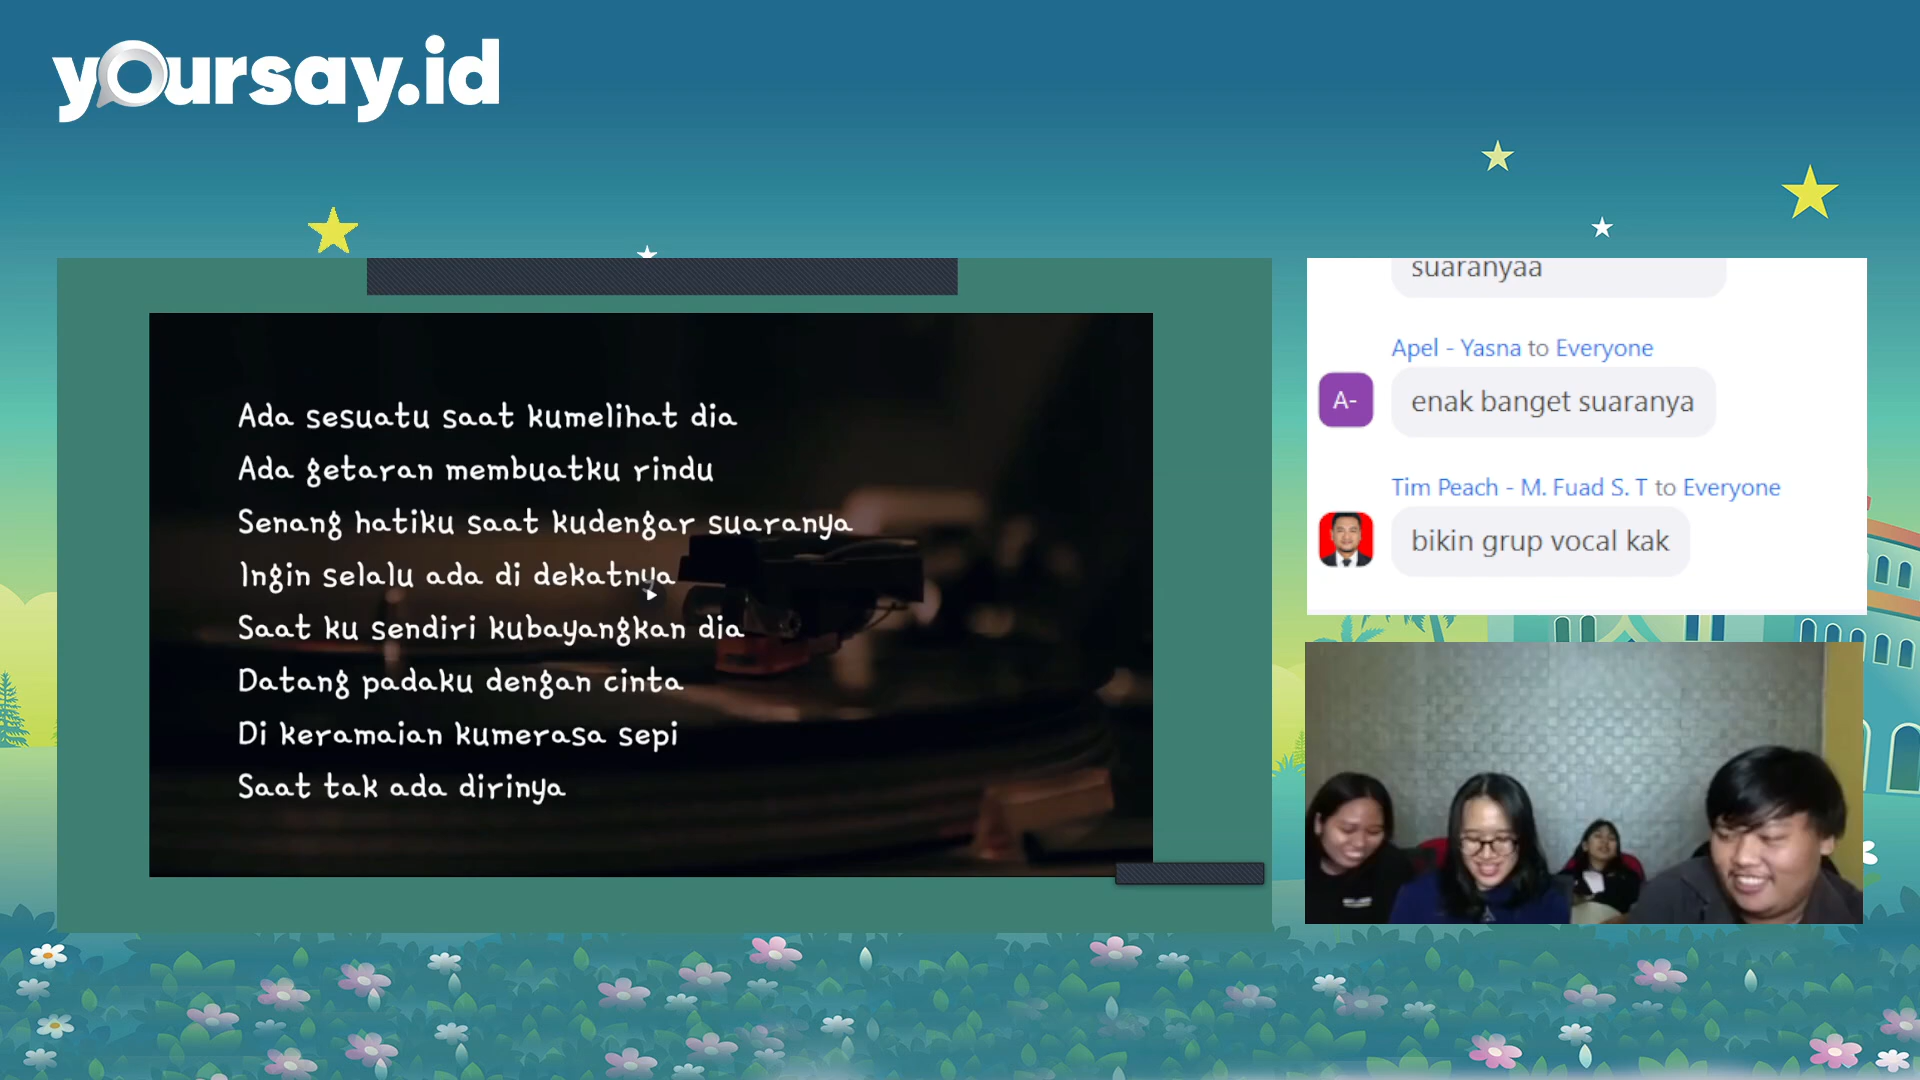 yoursay.id
Ada sesuatu saat kumelihat dia
Ada getaran membuatku rindu
Senang hatiku saat kudengar suaranya
Ingin selalu ada di dekatnya
Saat ku sendiri kubayangkan dia
Datang padaku dengan cinta
Di keramaian kumerasa sepi
Saat tak ada dirinya
suaranyaa
Apel - Yasna to Everyone
A-
enak banget suaranya
Tim Peach - M. Fuad S. T to Everyone
bikin grup vocal kak